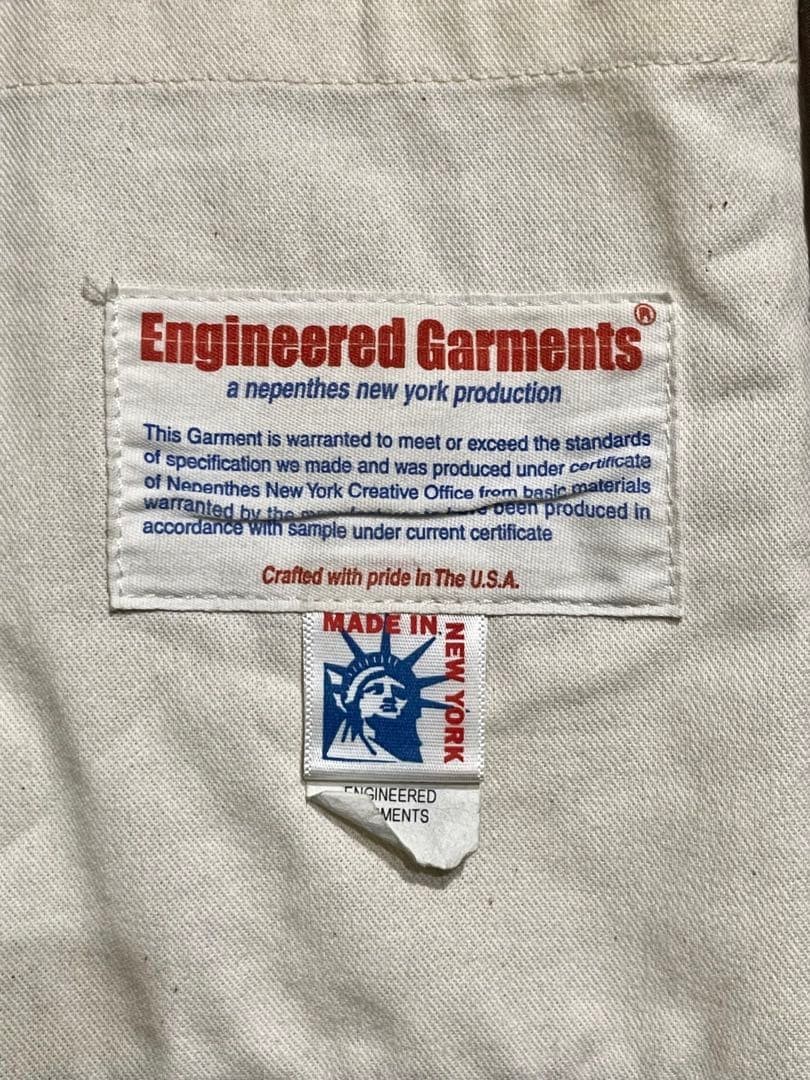 Engineered Garments®
a nepenthes new york production
This Garment is warranted to meet or exceed the standards
of specification we made and was produced under certificate
of Nepenthes New York Creative Office from basic materials
warranted by the been produced in
accordance with sample under current certificate
Crafted with pride in The U.S.A.
MADE IN
NEW YORK
ENGINEERED
MENTS